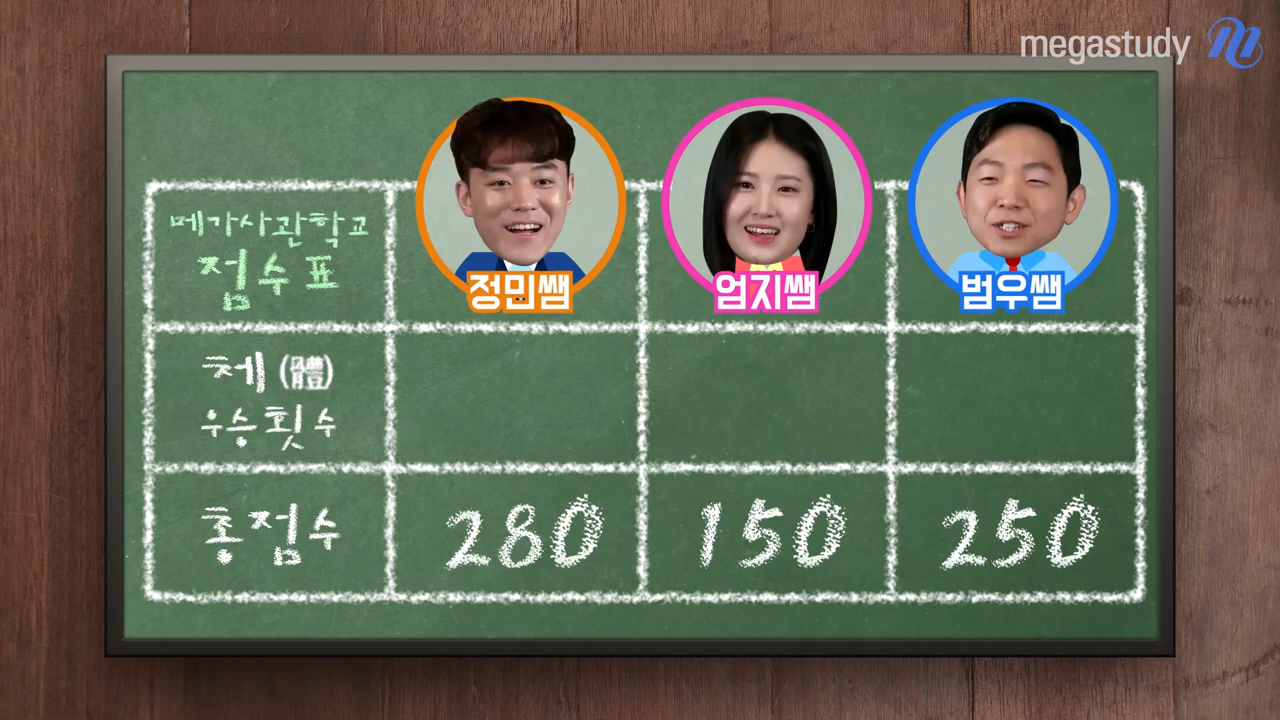 megastudy
메가사관학교
점수표
정민쌤
엄지쌤
범우쌤
체(體)
우승횟수
총점수
280
150
250